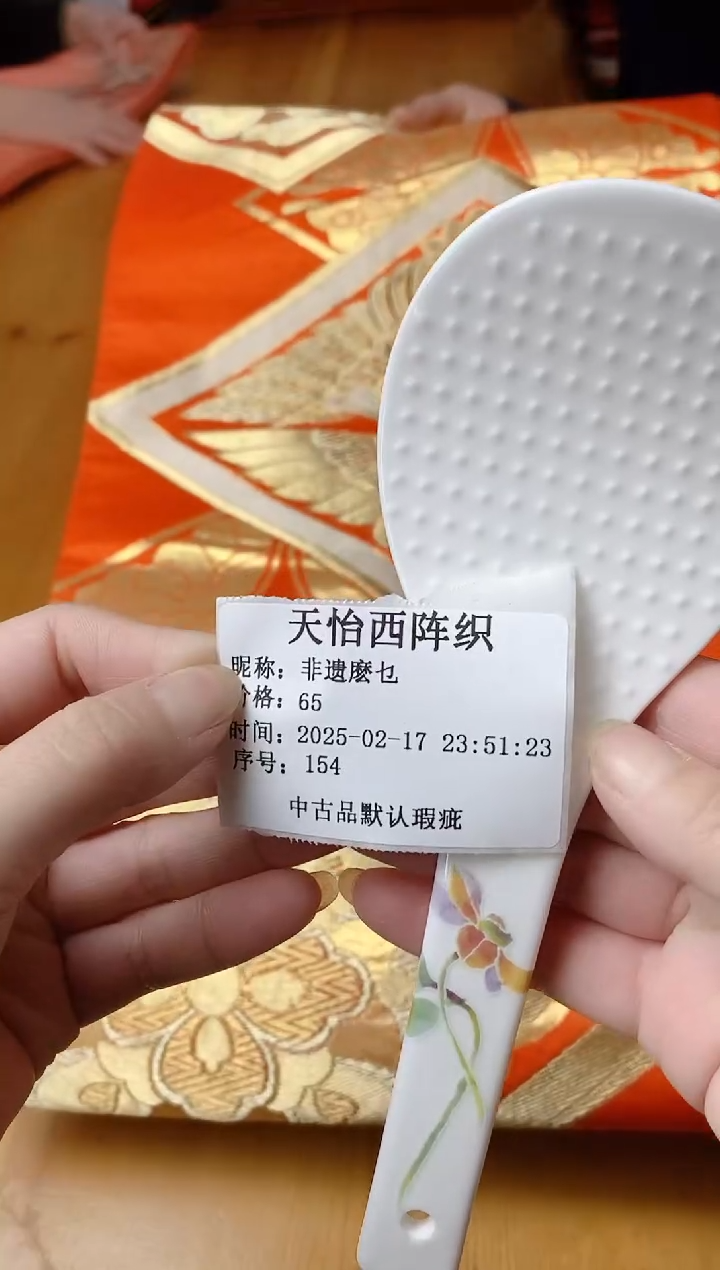 天怡西阵织
昵称：非遗麽乜
价格：65
时间：2025-02-17 23:51:23
序号：154
中古品默认瑕疵